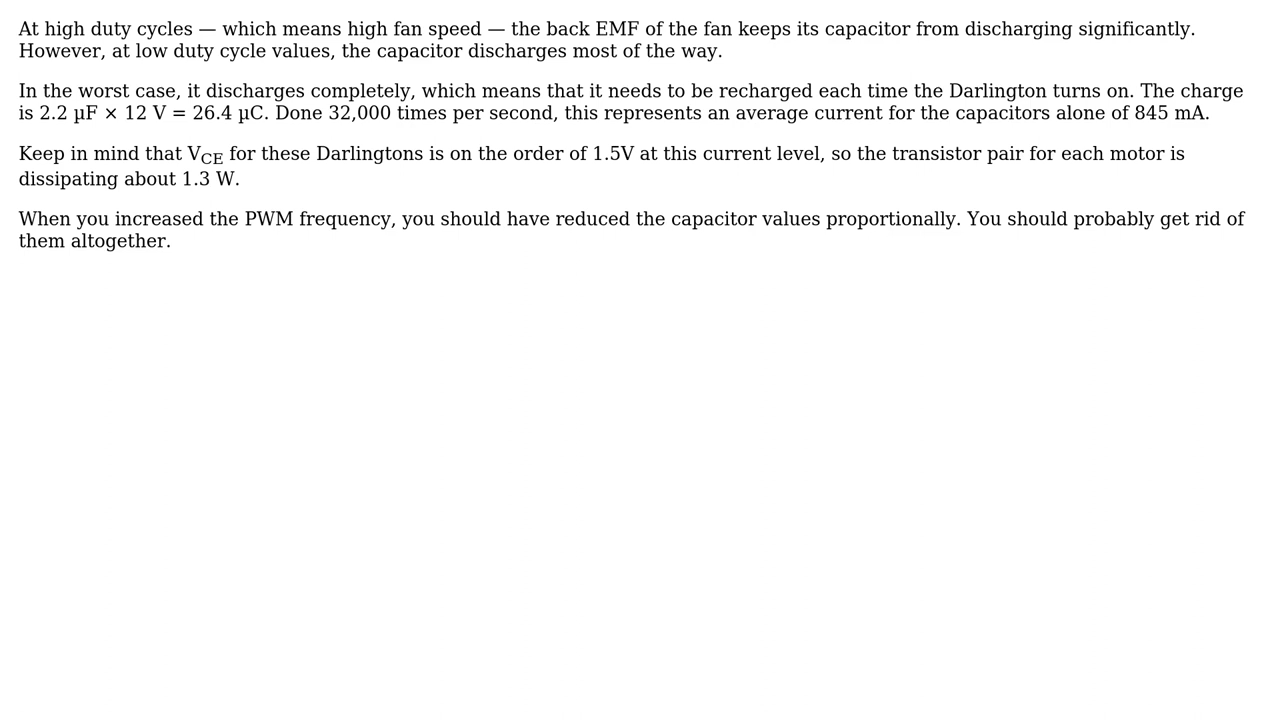 At high duty cycles — which means high fan speed — the back EMF of the fan keeps its capacitor from discharging significantly.
However, at low duty cycle values, the capacitor discharges most of the way.
In the worst case, it discharges completely, which means that it needs to be recharged each time the Darlington turns on. The charge
is 2.2 µF × 12 V = 26.4 µC. Done 32,000 times per second, this represents an average current for the capacitors alone of 845 mA.
Keep in mind that VCE for these Darlingtons is on the order of 1.5V at this current level, so the transistor pair for each motor is
dissipating about 1.3 W.
When you increased the PWM frequency, you should have reduced the capacitor values proportionally. You should probably get rid of
them altogether.